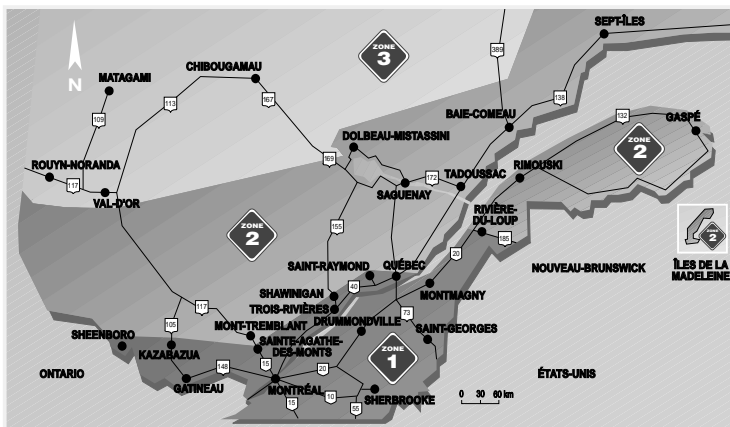 SEPT-ÎLES
ZONE
3
389
CHIBOUGAMAU
N
MATAGAMI
113
167
138
109
BAIE-COMEAU
132
GASPÉ
DOLBEAU-MISTASSINI
ZONE
2
169
ROUYN-NORANDA
117
172
TADOUSSAC
RIMOUSKI
VAL-D'OR
SAGUENAY
RIVIÈRE-
DU-LOUP
ZONE
2
155
185
ZONE
2
20
SAINT-RAYMOND
QUÉBEC
NOUVEAU-BRUNSWICK
ÎLES DE LA
MADELEINE
40
SHAWINIGAN
MONTMAGNY
TROIS-RIVIÈRES
117
73
105
MONT-TREMBLANT
DRUMMONDVILLE
SHEENBORO
SAINTE-AGATHE-
DES-MONTS
SAINT-GEORGES
KAZABAZUA
ZONE
1
148
15
20
ONTARIO
ÉTATS-UNIS
GATINEAU
MONTRÉAL
SHERBROOKE
10
15
55
0 30 60 km